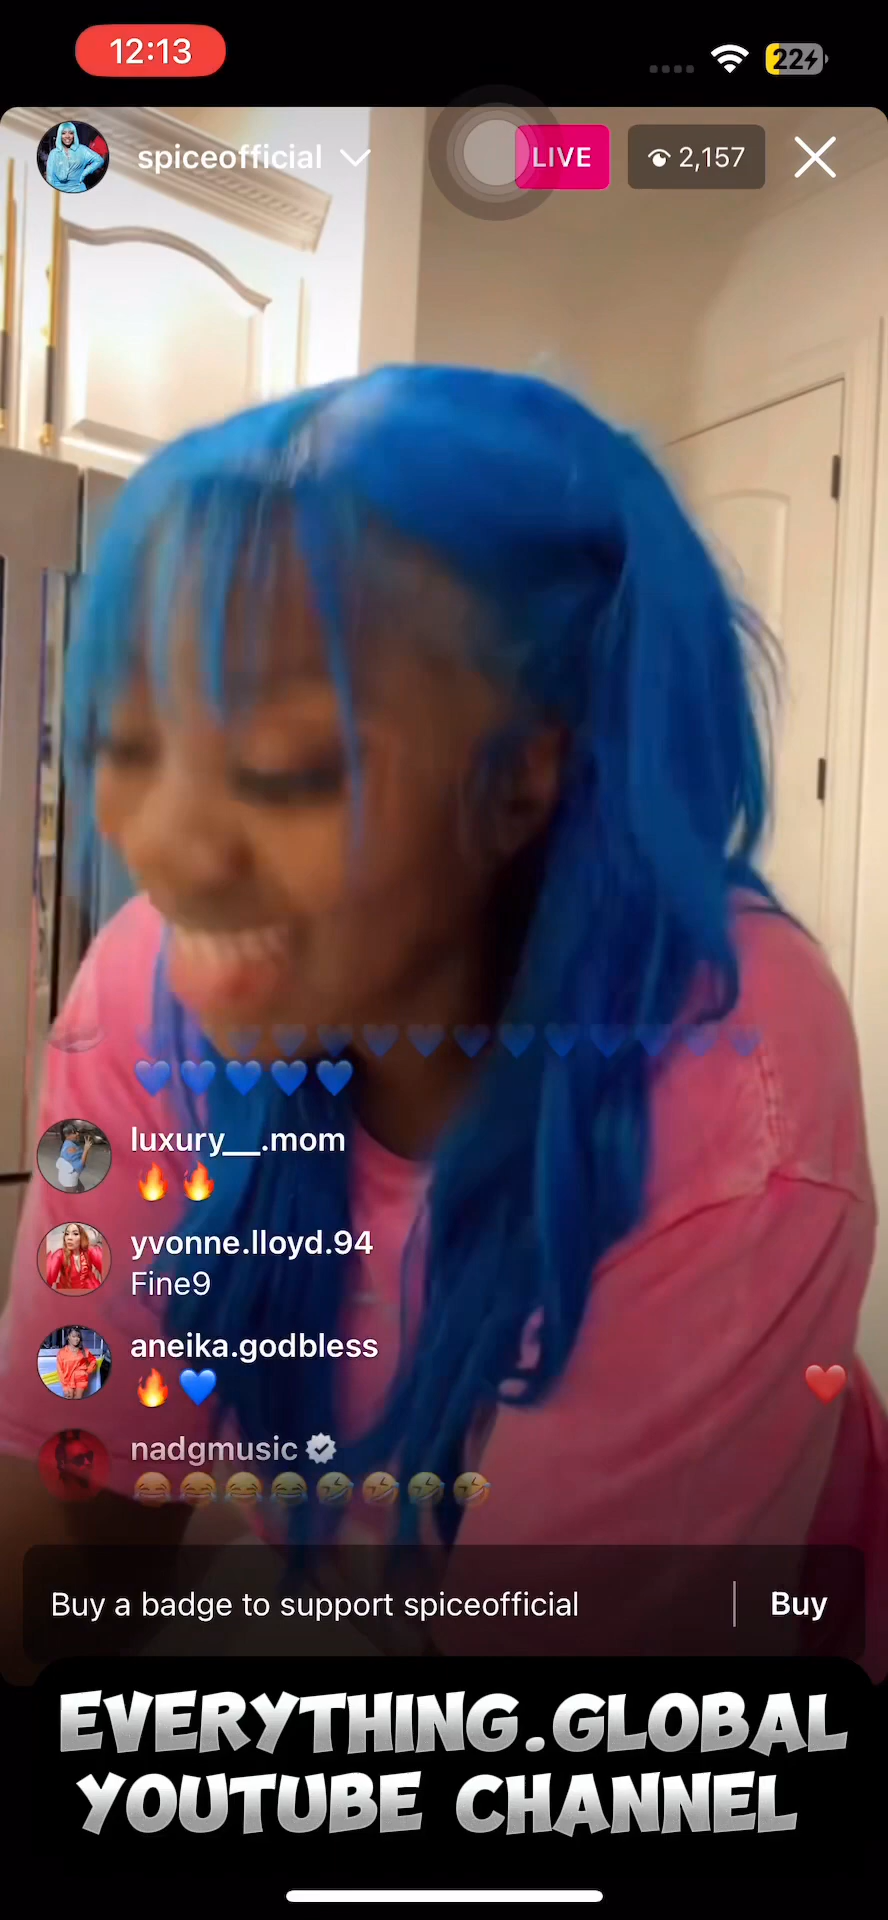 12:13
22
spiceofficial
LIVE
2,157
💙💙💙💙💙💙💙💙💙💙💙💙💙💙
💙💙💙💙💙
luxury__.mom
🔥🔥
yvonne.lloyd.94
Fine9
aneika.godbless
🔥💙
nadgmusic
😂😂😂😂🤣🤣🤣🤣
Buy a badge to support spiceofficial
Buy
EVERYTHING.GLOBAL
YOUTUBE CHANNEL